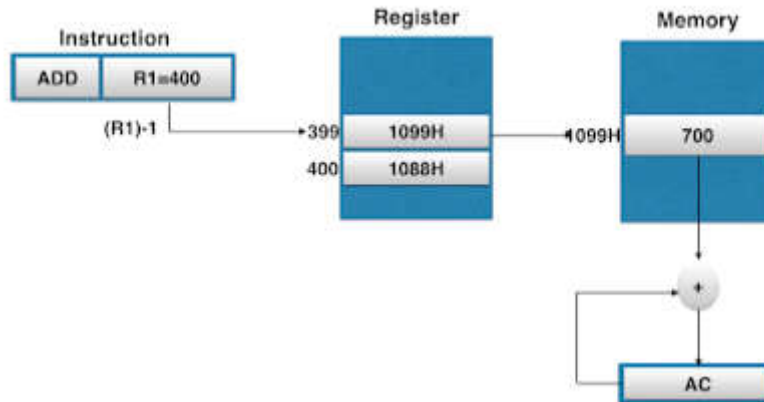 Instruction
Register
Memory
ADD
R1=400
(R1)-1
399
1099H
1099H
700
400
1088H
+
AC